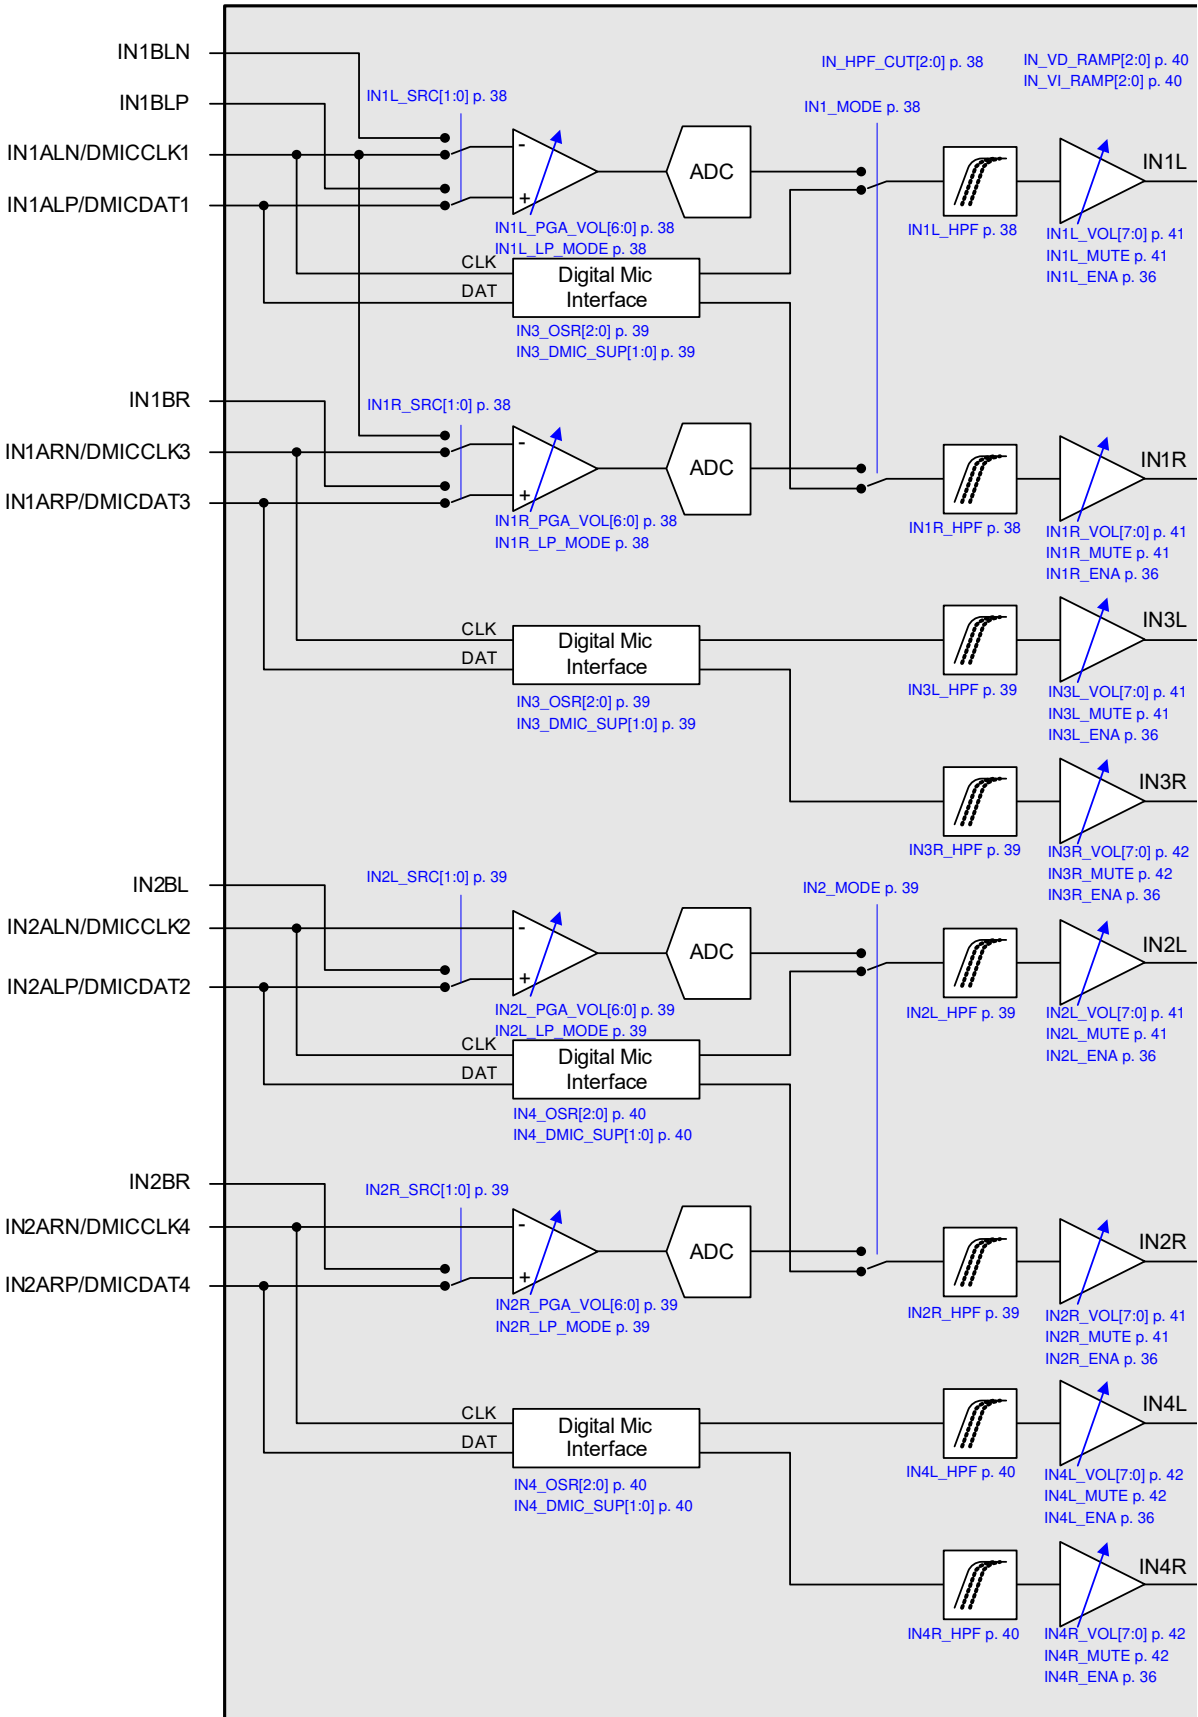 IN1BLN
IN_HPF_CUT[2:0] p. 38
IN_VD_RAMP[2:0] p. 40
IN_VI_RAMP[2:0] p. 40
IN1BLP
IN1L_SRC[1:0] p. 38
IN1_MODE p. 38
IN1ALN/DMICCLK1
-
ADC
IN1L
IN1ALP/DMICDAT1
+
IN1L_PGA_VOL[6:0] p. 38
IN1L_LP_MODE p. 38
IN1L_HPF p. 38
IN1L_VOL[7:0] p. 41
IN1L_MUTE p. 41
IN1L_ENA p. 36
CLK
DAT
Digital Mic
Interface
IN3_OSR[2:0] p. 39
IN3_DMIC_SUP[1:0] p. 39
IN1BR
IN1R_SRC[1:0] p. 38
IN1ARN/DMICCLK3
-
ADC
IN1R
IN1ARP/DMICDAT3
+
IN1R_PGA_VOL[6:0] p. 38
IN1R_LP_MODE p. 38
IN1R_HPF p. 38
IN1R_VOL[7:0] p. 41
IN1R_MUTE p. 41
IN1R_ENA p. 36
CLK
DAT
Digital Mic
Interface
IN3L
IN3_OSR[2:0] p. 39
IN3_DMIC_SUP[1:0] p. 39
IN3L_HPF p. 39
IN3L_VOL[7:0] p. 41
IN3L_MUTE p. 41
IN3L_ENA p. 36
IN3R
IN3R_HPF p. 39
IN3R_VOL[7:0] p. 42
IN3R_MUTE p. 42
IN3R_ENA p. 36
IN2BL
IN2L_SRC[1:0] p. 39
IN2_MODE p. 39
IN2ALN/DMICCLK2
-
ADC
IN2L
IN2ALP/DMICDAT2
+
IN2L_PGA_VOL[6:0] p. 39
IN2L_LP_MODE p. 39
IN2L_HPF p. 39
IN2L_VOL[7:0] p. 41
IN2L_MUTE p. 41
IN2L_ENA p. 36
CLK
DAT
Digital Mic
Interface
IN4_OSR[2:0] p. 40
IN4_DMIC_SUP[1:0] p. 40
IN2BR
IN2R_SRC[1:0] p. 39
IN2ARN/DMICCLK4
-
ADC
IN2R
IN2ARP/DMICDAT4
+
IN2R_PGA_VOL[6:0] p. 39
IN2R_LP_MODE p. 39
IN2R_HPF p. 39
IN2R_VOL[7:0] p. 41
IN2R_MUTE p. 41
IN2R_ENA p. 36
CLK
DAT
Digital Mic
Interface
IN4L
IN4_OSR[2:0] p. 40
IN4_DMIC_SUP[1:0] p. 40
IN4L_HPF p. 40
IN4L_VOL[7:0] p. 42
IN4L_MUTE p. 42
IN4L_ENA p. 36
IN4R
IN4R_HPF p. 40
IN4R_VOL[7:0] p. 42
IN4R_MUTE p. 42
IN4R_ENA p. 36